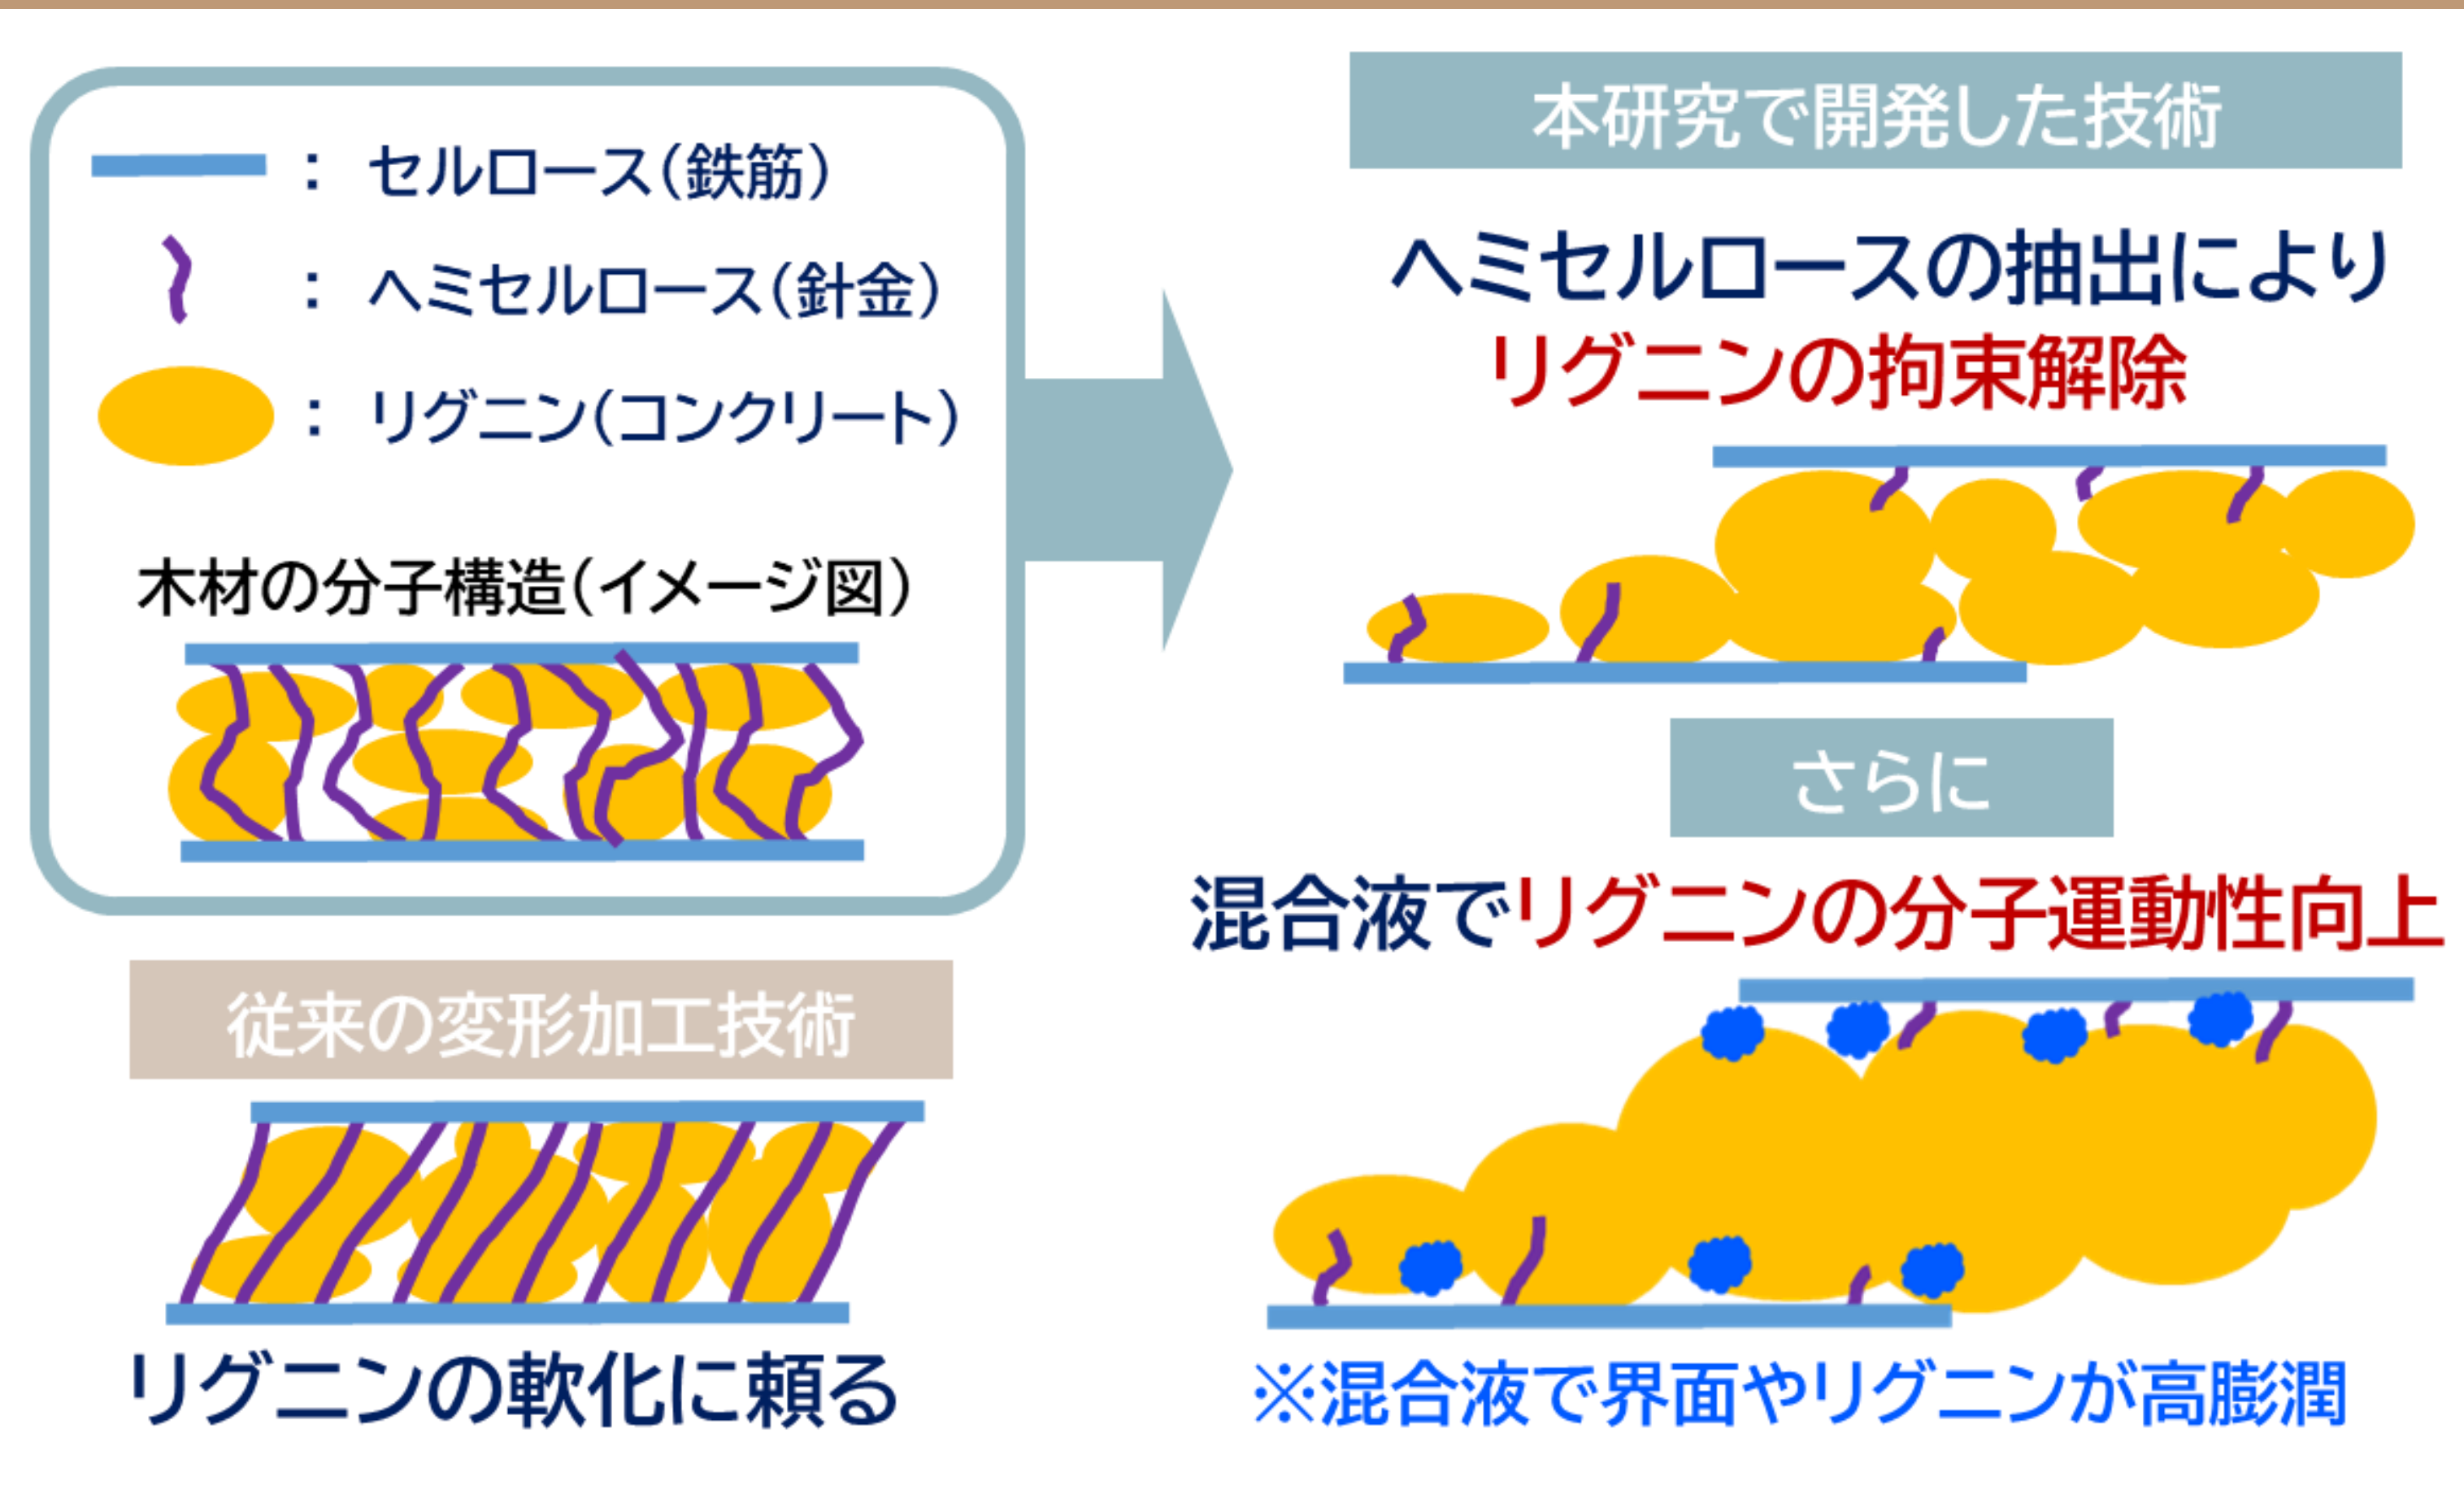 ： セルロース（鉄筋）
： ヘミセルロース（針金）
： リグニン（コンクリート）
木材の分子構造（イメージ図）
従来の変形加工技術
リグニンの軟化に頼る
本研究で開発した技術
ヘミセルロースの抽出により
リグニンの拘束解除
さらに
混合液でリグニンの分子運動性向上
※混合液で界面やリグニンが高膨潤